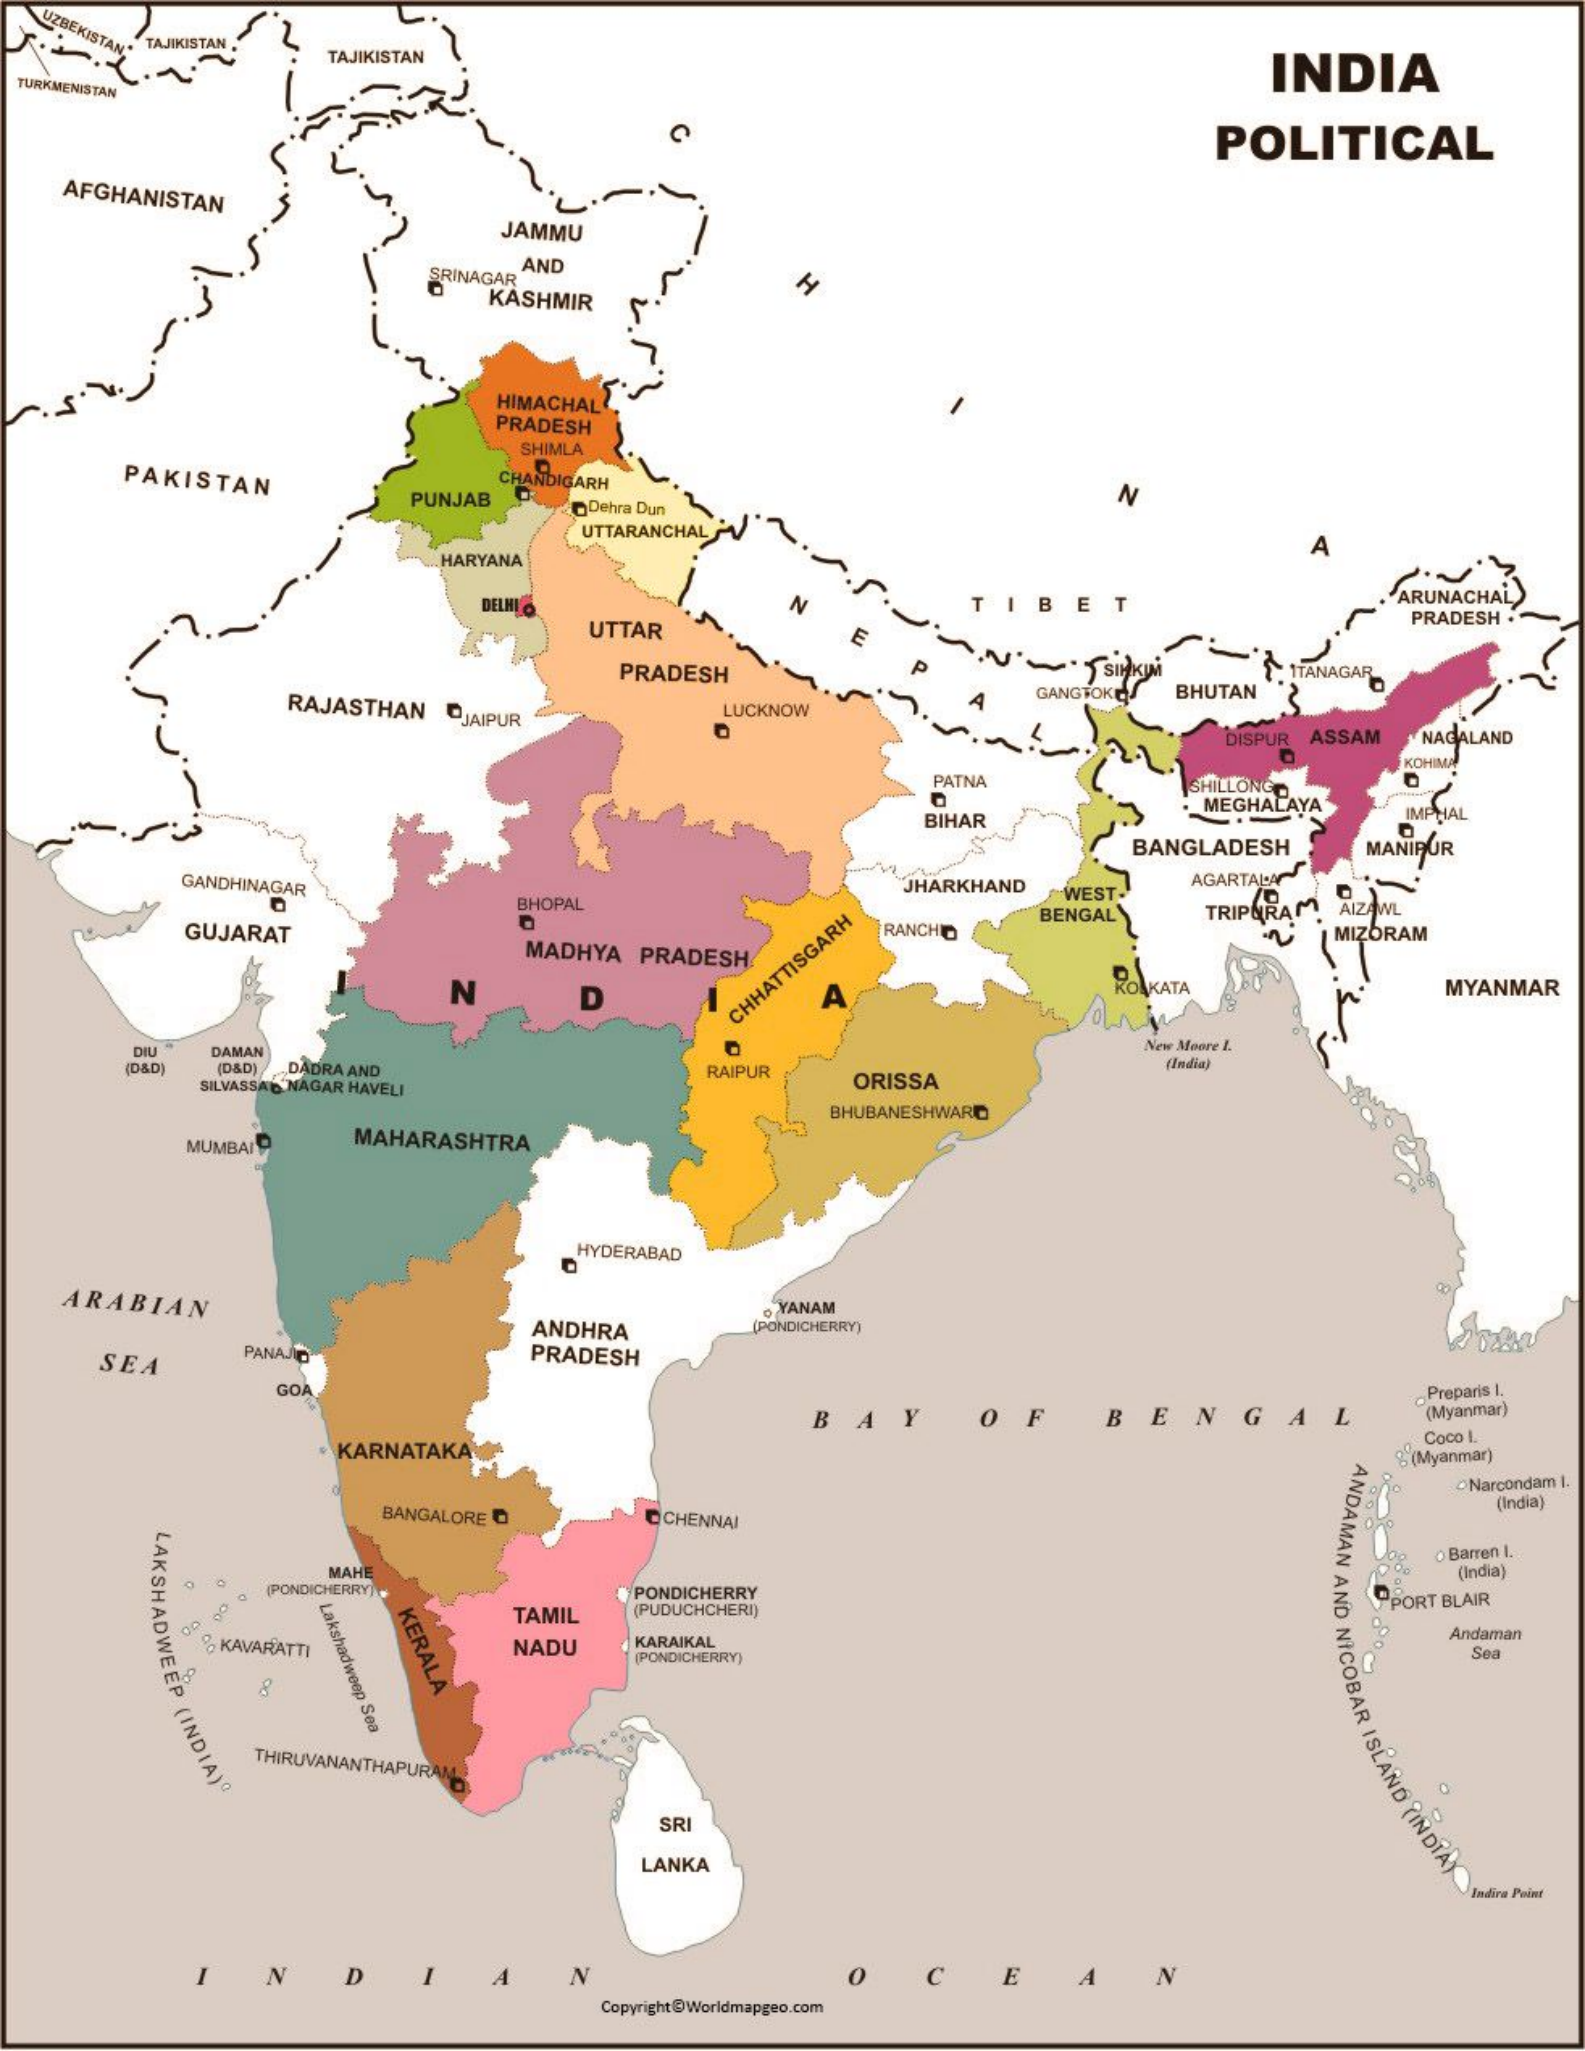 INDIA
POLITICAL
UZBEKISTAN
TAJIKISTAN
TAJIKISTAN
TURKMENISTAN
AFGHANISTAN
C H I N A
JAMMU
AND
KASHMIR
SRINAGAR
HIMACHAL
PRADESH
SHIMLA
CHANDIGARH
PAKISTAN
PUNJAB
Dehra Dun
UTTARANCHAL
HARYANA
DELHI
UTTAR
PRADESH
LUCKNOW
N E P A L
T I B E T
ARUNACHAL
PRADESH
SIKKIM
GANGTOK
BHUTAN
ITANAGAR
RAJASTHAN
JAIPUR
DISPUR
ASSAM
NAGALAND
KOHIMA
PATNA
BIHAR
SHILLONG
MEGHALAYA
IMPHAL
MANIPUR
BANGLADESH
GANDHINAGAR
GUJARAT
JHARKHAND
RANCHI
WEST
BENGAL
KOLKATA
AGARTALA
TRIPURA
AIZAWL
MIZORAM
MYANMAR
BHOPAL
MADHYA PRADESH
CHHATTISGARH
I N D I A
RAIPUR
New Moore I.
(India)
DIU
(D&D)
DAMAN
(D&D)
SILVASSA
DADRA AND
NAGAR HAVELI
ORISSA
BHUBANESHWAR
MUMBAI
MAHARASHTRA
HYDERABAD
ANDHRA
PRADESH
YANAM
(PONDICHERRY)
ARABIAN
SEA
PANAJI
GOA
BAY OF BENGAL
Preparis I.
(Myanmar)
Coco I.
(Myanmar)
Narcondam I.
(India)
Barren I.
(India)
PORT BLAIR
Andaman
Sea
ANDAMAN AND NICOBAR ISLAND (INDIA)
Indira Point
KARNATAKA
BANGALORE
CHENNAI
MAHE
(PONDICHERRY)
PONDICHERRY
(PUDUCHCHERI)
KARAIKAL
(PONDICHERRY)
TAMIL
NADU
KERALA
LAKSHADWEEP (INDIA)
KAVARATTI
Lakshadweep Sea
THIRUVANANTHAPURAM
SRI
LANKA
INDIAN OCEAN
Copyright©Worldmapgeo.com